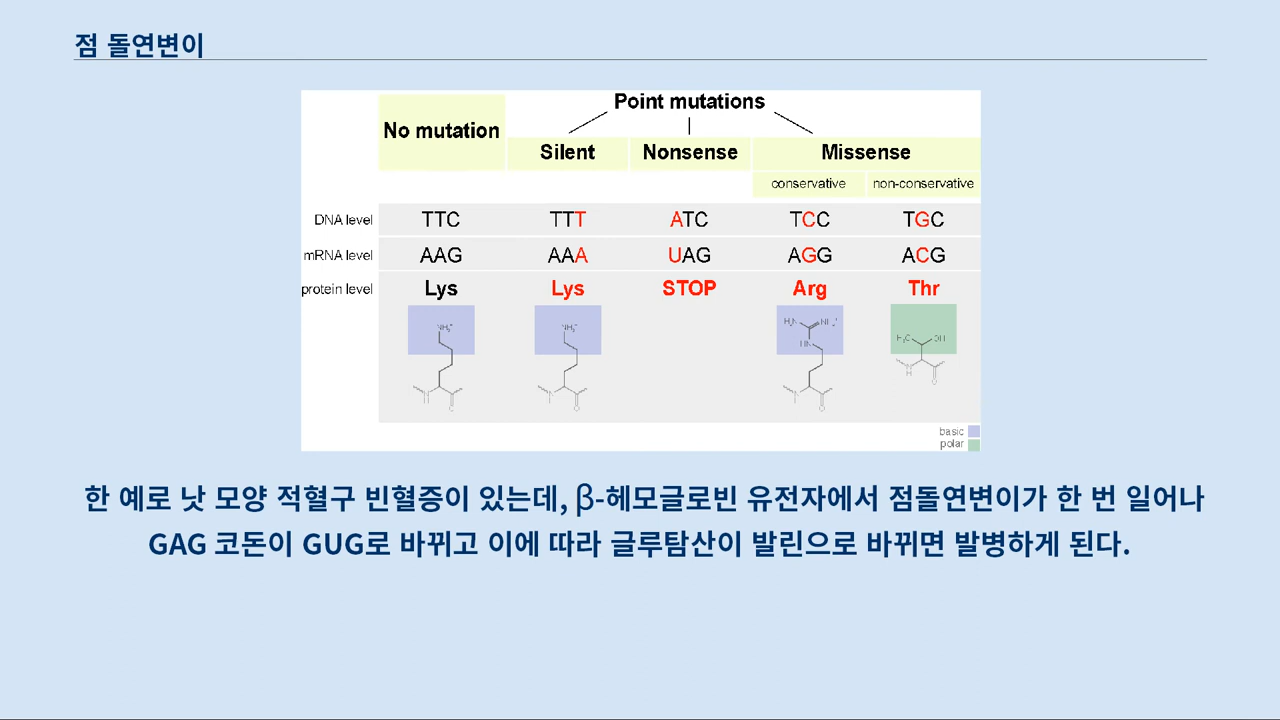 점 돌연변이
Point mutations
No mutation
Silent Nonsense Missense
conservative non-conservative
DNA level TTC TTT ATC TCC TGC
mRNA level AAG AAA UAG AGG ACG
protein level Lys Lys STOP Arg Thr
basic
polar
한 예로 낫 모양 적혈구 빈혈증이 있는데, β-헤모글로빈 유전자에서 점돌연변이가 한 번 일어나
GAG 코돈이 GUG로 바뀌고 이에 따라 글루탐산이 발린으로 바뀌면 발병하게 된다.